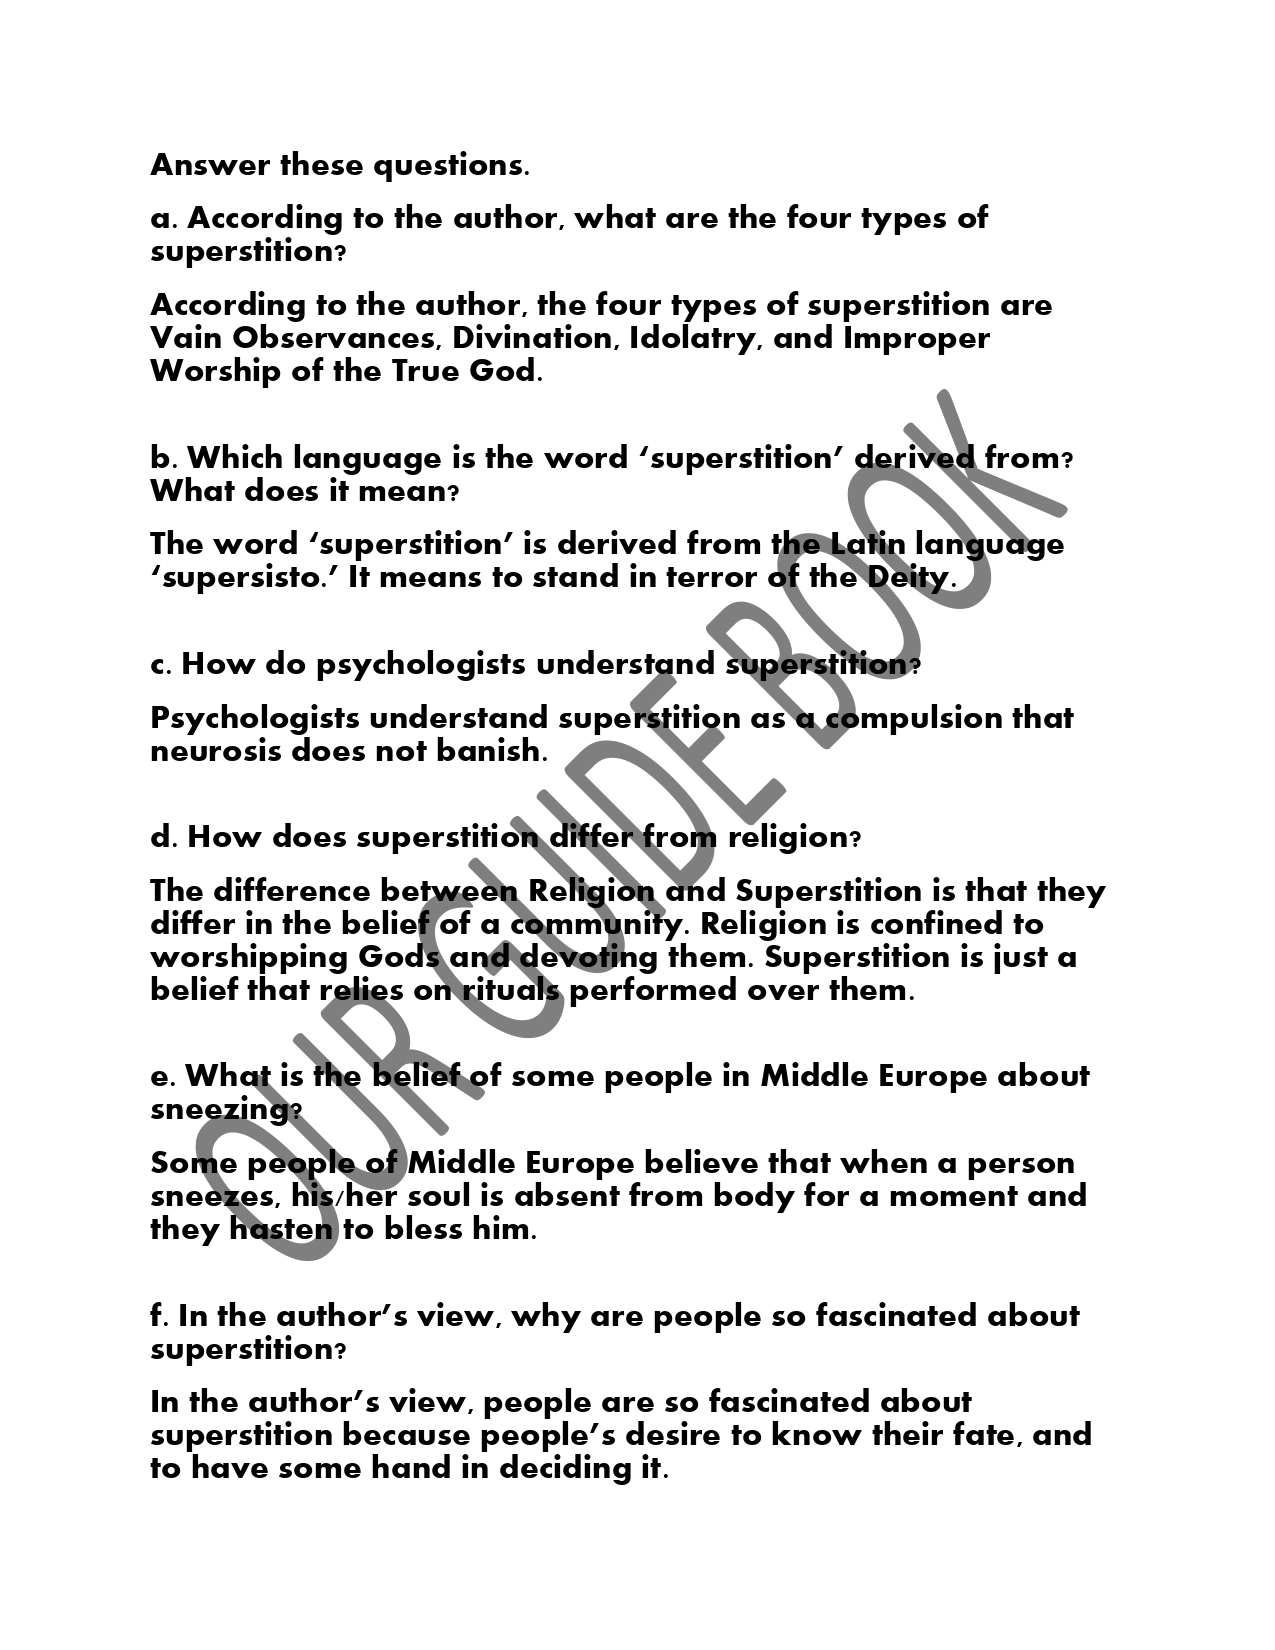 Answer these questions.
a. According to the author, what are the four types of
superstition?
According to the author, the four types of superstition are
Vain Observances, Divination, Idolatry, and Improper
Worship of the True God.
b. Which language is the word ‘superstition’ derived from?
What does it mean?
The word ‘superstition’ is derived from the Latin language
‘supersisto.’ It means to stand in terror of the Deity.
c. How do psychologists understand superstition?
Psychologists understand superstition as a compulsion that
neurosis does not banish.
d. How does superstition differ from religion?
The difference between Religion and Superstition is that they
differ in the belief of a community. Religion is confined to
worshipping Gods and devoting them. Superstition is just a
belief that relies on rituals performed over them.
e. What is the belief of some people in Middle Europe about
sneezing?
Some people of Middle Europe believe that when a person
sneezes, his/her soul is absent from body for a moment and
they hasten to bless him.
f. In the author’s view, why are people so fascinated about
superstition?
In the author’s view, people are so fascinated about
superstition because people’s desire to know their fate, and
to have some hand in deciding it.
OUR GUIDE BOOK